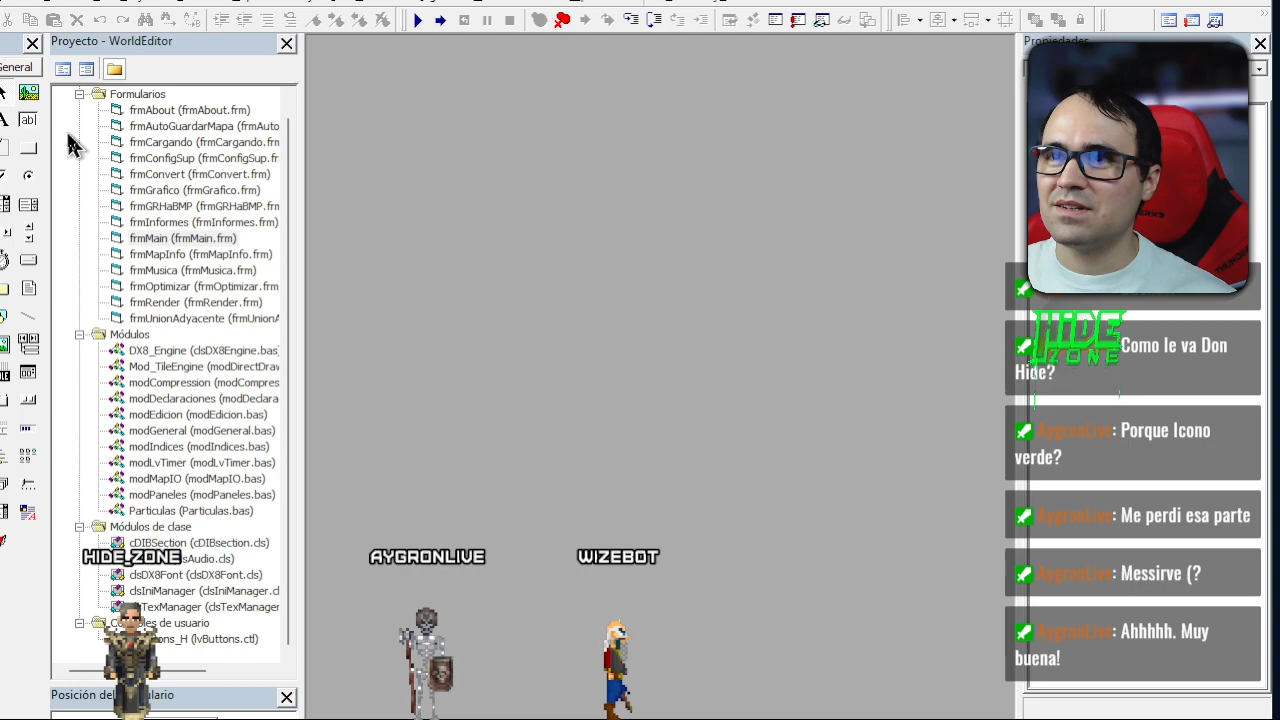 Proyecto - WorldEditor
General
Formularios
frmAbout (frmAbout.frm)
frmAutoGuardarMapa (frmAuto
frmCargando (frmCargando.frm
frmConfigSup (frmConfigSup.frm
frmConvert (frmConvert.frm)
frmGrafico (frmGrafico.frm)
frmGRHaBMP (frmGRHaBMP.frm
frmInformes (frmInformes.frm)
frmMain (frmMain.frm)
frmMapInfo (frmMapInfo.frm)
frmMusica (frmMusica.frm)
frmOptimizar (frmOptimizar.frm
frmRender (frmRender.frm)
frmUnionAdyacente (frmUnionA
Módulos
DX8_Engine (clsDX8Engine.bas)
Mod_TileEngine (modDirectDraw
modCompression (modCompres
modDeclaraciones (modDeclara
modEdicion (modEdicion.bas)
modGeneral (modGeneral.bas)
modIndices (modIndices.bas)
modLvTimer (modLvTimer.bas)
modMapIO (modMapIO.bas)
modPaneles (modPaneles.bas)
Particulas (Particulas.bas)
Módulos de clase
cDIBSection (cDIBsection.cls)
sAudio.cls)
clsDX8Font (clsDX8Font.cls)
clsIniManager (clsIniManager.cl
TexManager (clsTexManager
les de usuario
ons_H (lvButtons.ctl)
Posición del
ulario
HIDE_ZONE
AYGRONLIVE
WIZEBOT
Propiedades
HiDE
ZONE
Como le va Don
Hide?
AygronLive: Porque Icono
verde?
AygronLive: Me perdi esa parte
AygronLive: Messirve (?
AygronLive: Ahhhhh. Muy
buena!